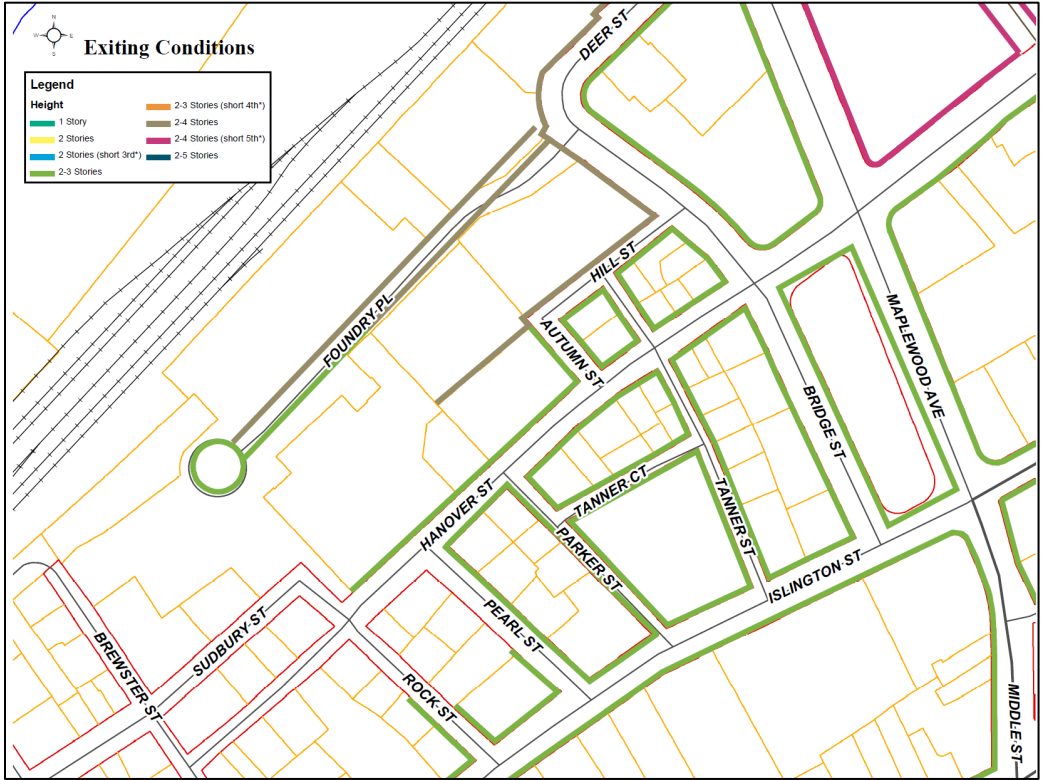 N
W E
S
Exiting Conditions
Legend
Height
1 Story
2 Stories
2 Stories (short 3rd*)
2-3 Stories
2-3 Stories (short 4th*)
2-4 Stories
2-4 Stories (short 5th*)
2-5 Stories
DEER ST
HILL ST
FOUNDRY PL
AUTUMN ST
MAPLEWOOD AVE
BRIDGE ST
HANOVER ST
TANNER CT
TANNER ST
PARKER ST
ISLINGTON ST
PEARL ST
SUDBURY ST
BREWSTER ST
ROCK ST
MIDDLE ST